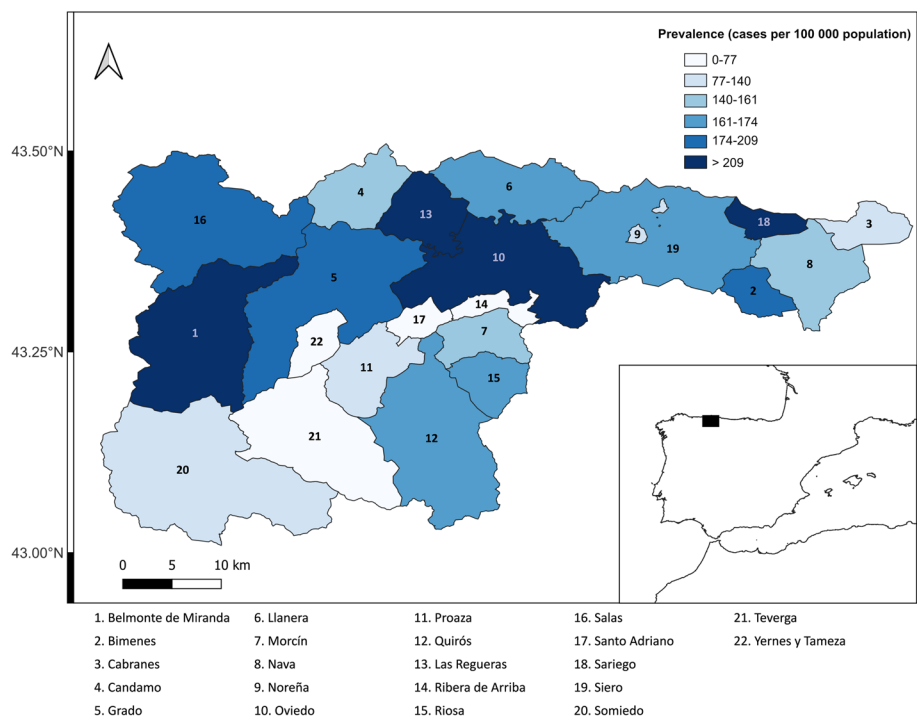 Prevalence (cases per 100 000 population)
0-77
77-140
140-161
161-174
174-209
> 209
43.50°N
43.25°N
43.00°N
4
6
16
13
18
3
9
10
19
8
5
2
14
17
7
1
22
11
15
21
12
20
0 5 10 km
1. Belmonte de Miranda 6. Llanera 11. Proaza 16. Salas 21. Teverga
2. Bimenes 7. Morcín 12. Quirós 17. Santo Adriano 22. Yernes y Tameza
3. Cabranes 8. Nava 13. Las Regueras 18. Sariego
4. Candamo 9. Noreña 14. Ribera de Arriba 19. Siero
5. Grado 10. Oviedo 15. Riosa 20. Somiedo